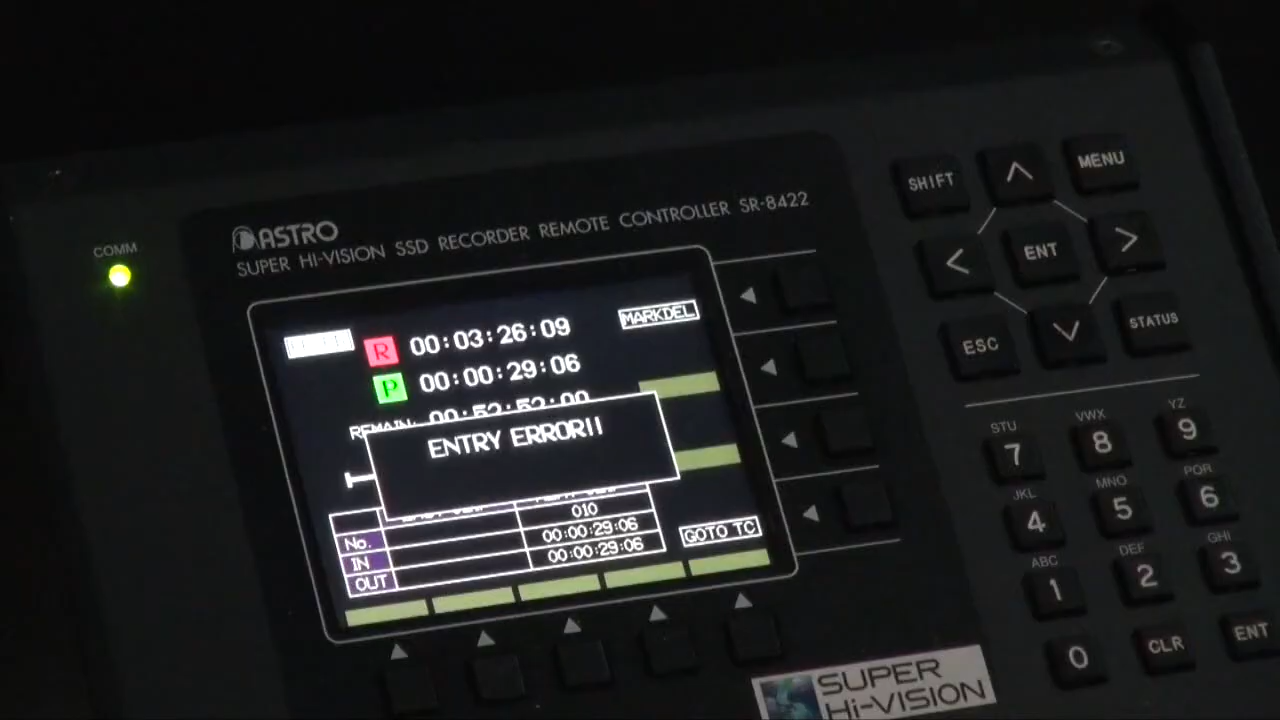 COMM
ASTRO
SUPER HI-VISION SSD RECORDER REMOTE CONTROLLER SR-8422
R 00:03:26:09
MARKDEL
P 00:00:29:06
REMAIN: 00:52:52:00
ENTRY ERROR!!
010
No. 00:00:29:06
IN 00:00:29:06
OUT
GOTO TC
SHIFT
MENU
ENT
ESC
STATUS
STU
7
VWX
8
YZ
9
JKL
4
MNO
5
PQR
6
ABC
1
DEF
2
GHI
3
0
CLR
ENT
SUPER
Hi-VISION